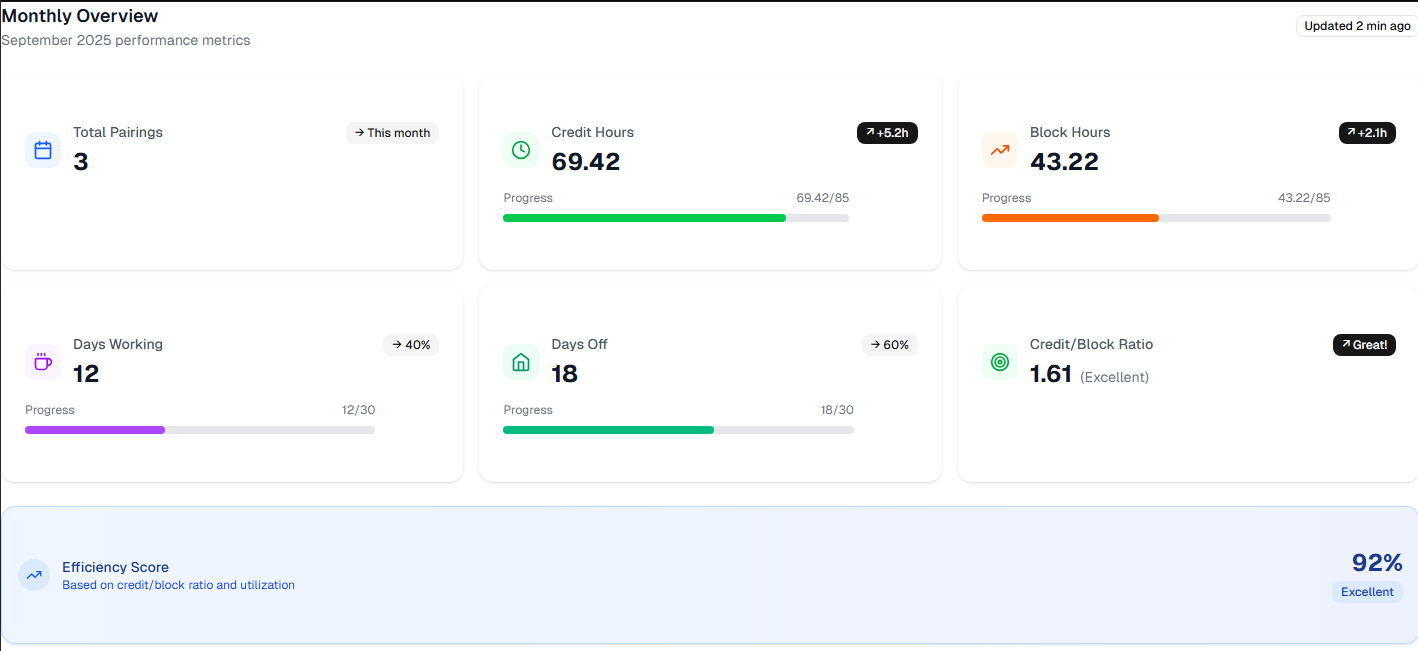 Monthly Overview
September 2025 performance metrics
Updated 2 min ago
Total Pairings
→ This month
3
Credit Hours
↗ +5.2h
69.42
Progress
69.42/85
Block Hours
↗ +2.1h
43.22
Progress
43.22/85
Days Working
→ 40%
12
Progress
12/30
Days Off
→ 60%
18
Progress
18/30
Credit/Block Ratio
↗ Great!
1.61 (Excellent)
Efficiency Score
Based on credit/block ratio and utilization
92%
Excellent